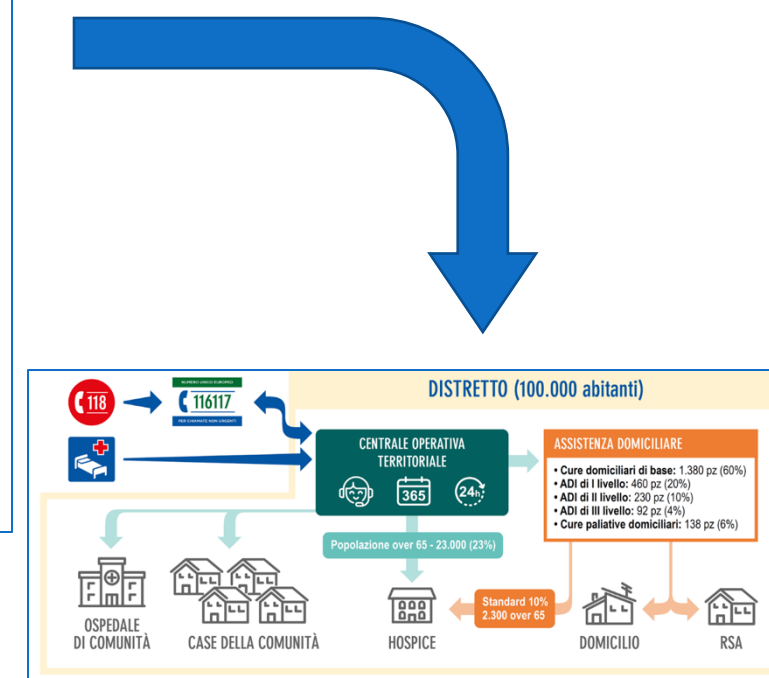 DISTRETTO (100.000 abitanti)
118
NUMERO UNICO EUROPEO
116117
PER CHIAMATE NON URGENTI
CENTRALE OPERATIVA
TERRITORIALE
365
24h
ASSISTENZA DOMICILIARE
• Cure domiciliari di base: 1.380 pz (60%)
• ADI di I livello: 460 pz (20%)
• ADI di II livello: 230 pz (10%)
• ADI di III livello: 92 pz (4%)
• Cure paliative domiciliari: 138 pz (6%)
Popolazione over 65 - 23.000 (23%)
Standard 10%
2.300 over 65
OSPEDALE
DI COMUNITÀ
CASE DELLA COMUNITÀ
HOSPICE
DOMICILIO
RSA